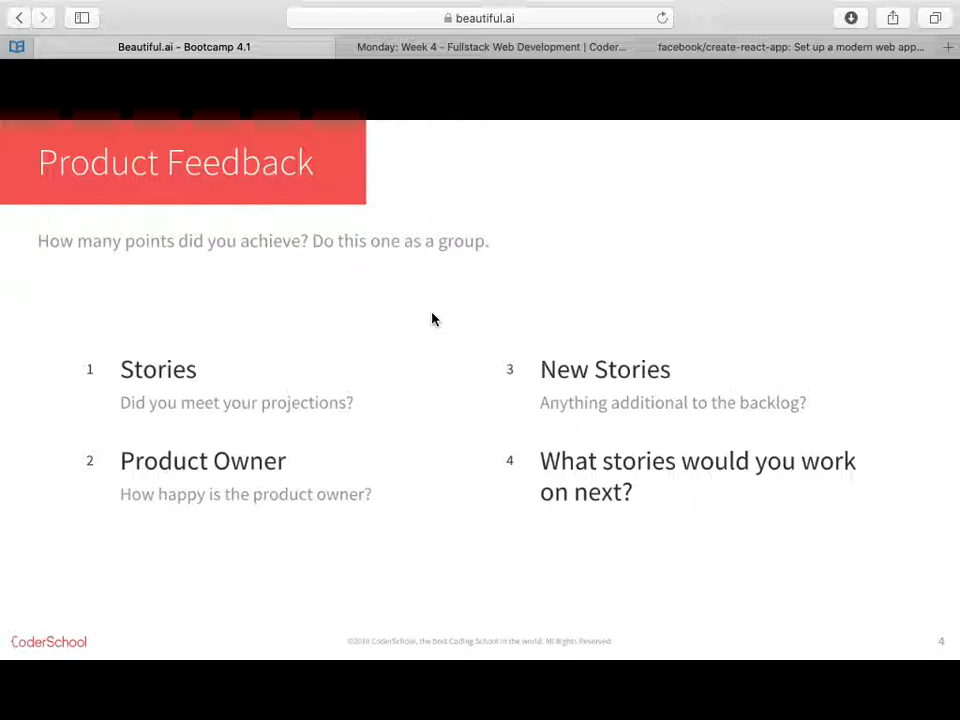 beautiful.ai
Beautiful.ai - Bootcamp 4.1
Monday: Week 4 - Fullstack Web Development | Coder...
facebook/create-react-app: Set up a modern web app...
Product Feedback
How many points did you achieve? Do this one as a group.
1 Stories
Did you meet your projections?
2 Product Owner
How happy is the product owner?
3 New Stories
Anything additional to the backlog?
4 What stories would you work
on next?
CoderSchool
©2019 CoderSchool, the best Coding School in the world. All Rights Reserved
4